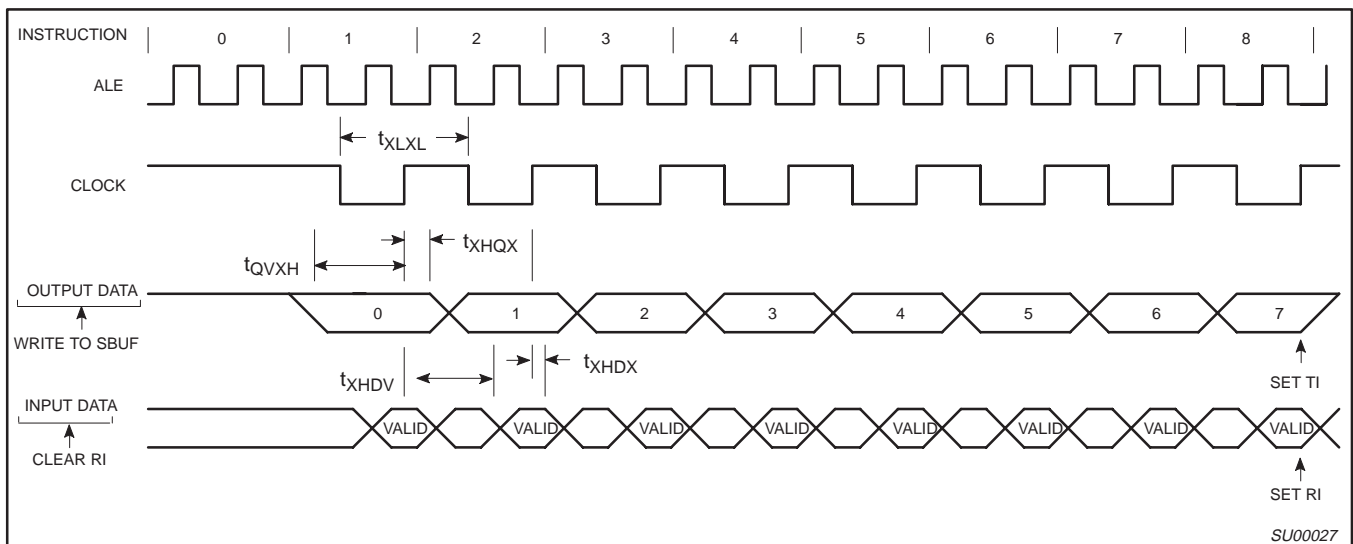 INSTRUCTION 0 1 2 3 4 5 6 7 8
ALE
tXLXL
CLOCK
tXHQX
tQVXH
OUTPUT DATA
0 1 2 3 4 5 6 7
WRITE TO SBUF
tXHDX
tXHDV
SET TI
INPUT DATA
VALID VALID VALID VALID VALID VALID VALID VALID
CLEAR RI
SET RI
SU00027